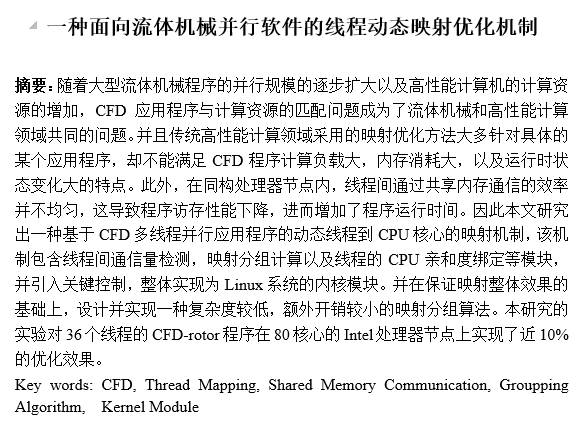 一种面向流体机械并行软件的线程动态映射优化机制
摘要：随着大型流体机械程序的并行规模的逐步扩大以及高性能计算机的计算资
源的增加，CFD 应用程序与计算资源的匹配问题成为了流体机械和高性能计算
领域共同的问题。并且传统高性能计算领域采用的映射优化方法大多针对具体的
某个应用程序，却不能满足 CFD 程序计算负载大，内存消耗大，以及运行时状
态变化大的特点。此外，在同构处理器节点内，线程间通过共享内存通信的效率
并不均匀，这导致程序访存性能下降，进而增加了程序运行时间。因此本文研究
出一种基于 CFD 多线程并行应用程序的动态线程到 CPU 核心的映射机制，该机
制包含线程间通信量检测，映射分组计算以及线程的 CPU 亲和度绑定等模块，
并引入关键控制，整体实现为 Linux 系统的内核模块。并在保证映射整体效果的
基础上，设计并实现一种复杂度较低，额外开销较小的映射分组算法。本研究的
实验对 36 个线程的 CFD-rotor 程序在 80 核心的 Intel 处理器节点上实现了近 10%
的优化效果。
Key words: CFD, Thread Mapping, Shared Memory Communication, Groupping
Algorithm, Kernel Module